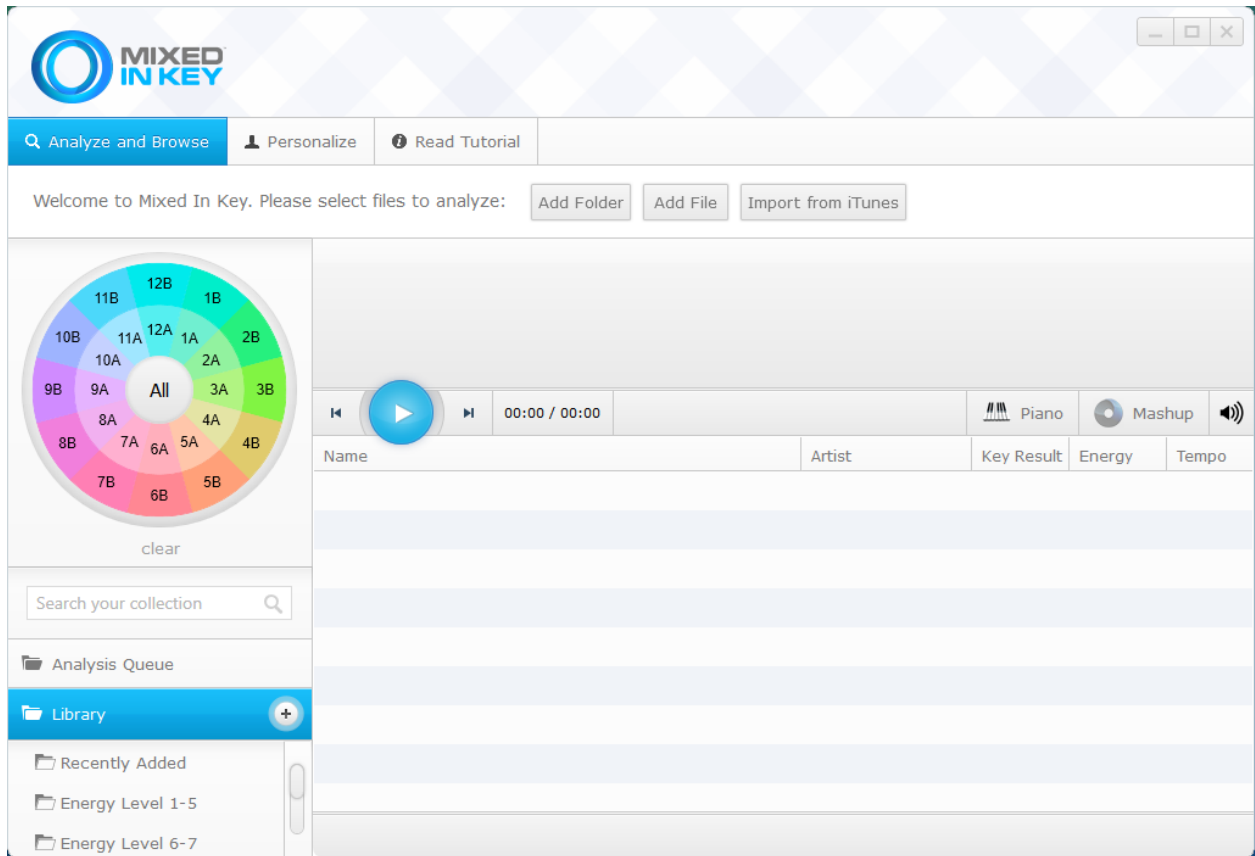 MIXED
IN KEY
Analyze and Browse
Personalize
Read Tutorial
Welcome to Mixed In Key. Please select files to analyze:
Add Folder
Add File
Import from iTunes
12B
11B
1B
12A
10B
11A
1A
2B
10A
2A
9B
9A
All
3A
3B
8A
4A
8B
7A
6A
5A
4B
7B
6B
5B
clear
00:00 / 00:00
Piano
Mashup
Name
Artist
Key Result
Energy
Tempo
Search your collection
Analysis Queue
Library
Recently Added
Energy Level 1-5
Energy Level 6-7